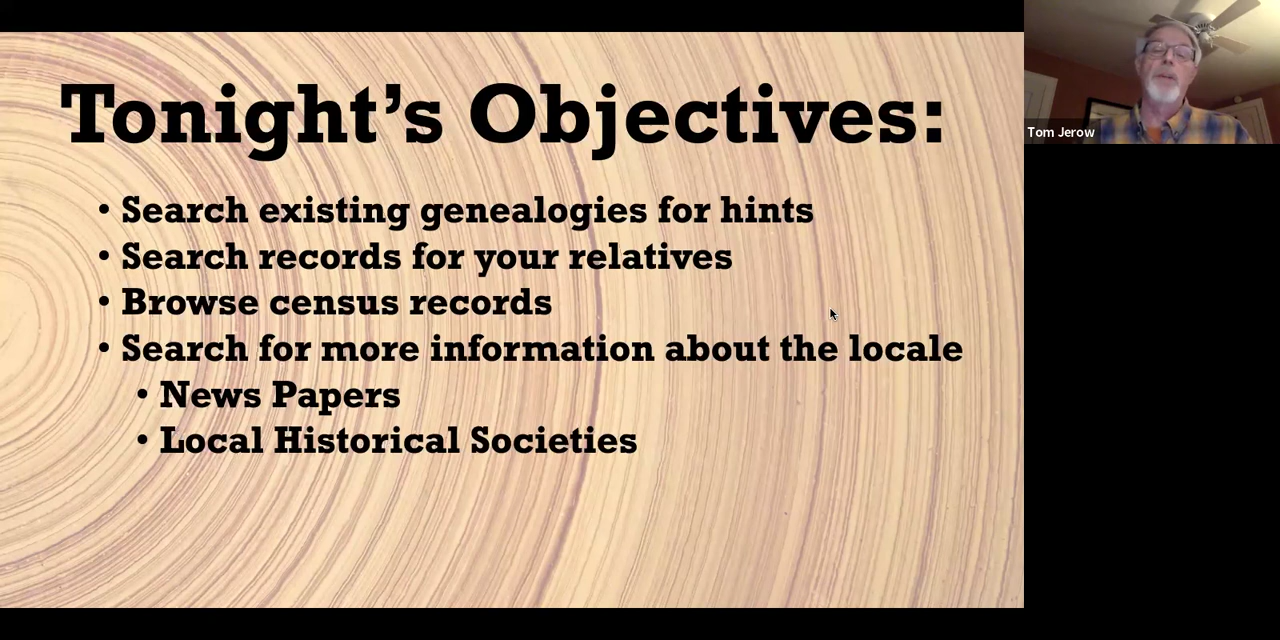 Tonight's Objectives:
• Search existing genealogies for hints
• Search records for your relatives
• Browse census records
• Search for more information about the locale
• News Papers
• Local Historical Societies
Tom Jerow